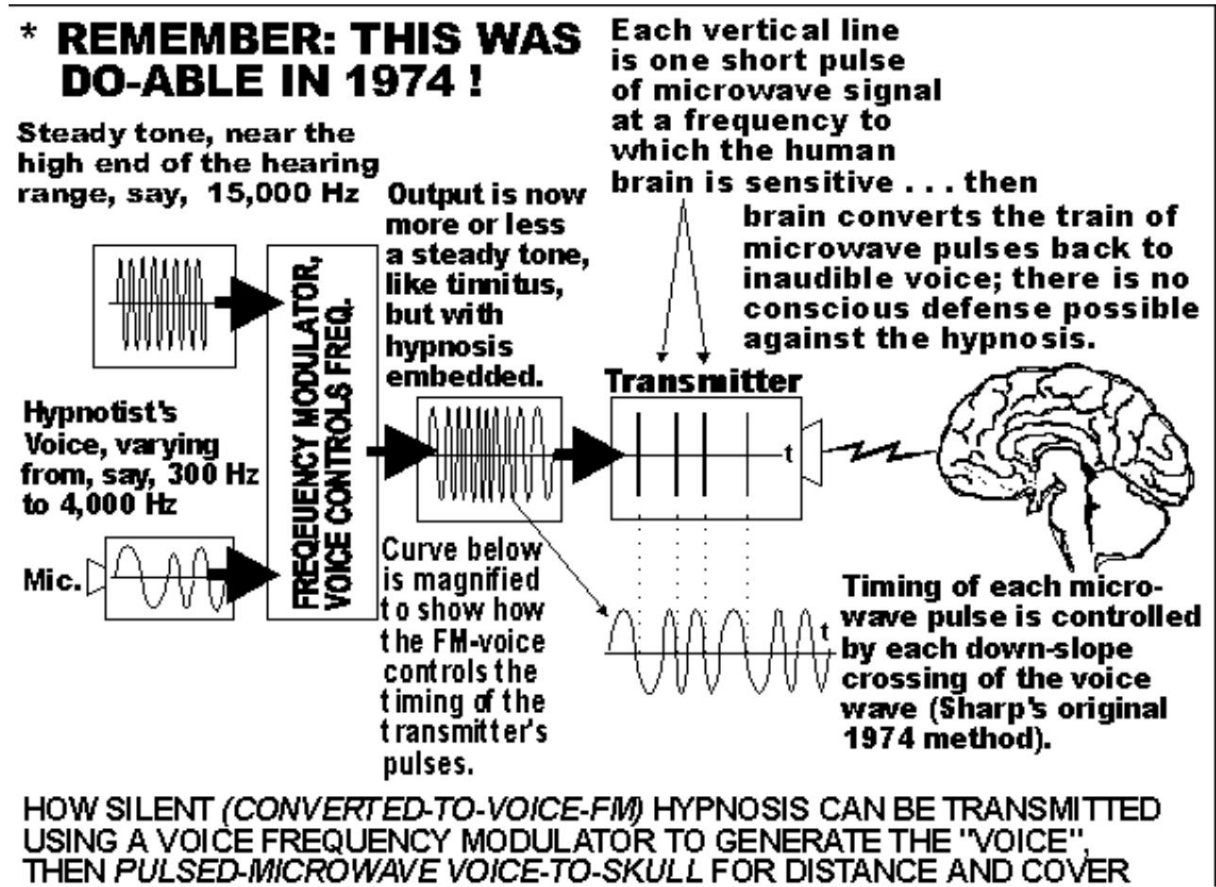 * REMEMBER: THIS WAS
DO-ABLE IN 1974 !
Steady tone, near the
high end of the hearing
range, say, 15,000 Hz
Hypnotist's
Voice, varying
from, say, 300 Hz
to 4,000 Hz
Mic.
FREQEUENCY MODULATOR,
VOICE CONTROLS FREQ.
Output is now
more or less
a steady tone,
like tinnitus,
but with
hypnosis
embedded.
Curve below
is magnified
to show how
the FM-voice
controls the
timing of the
transmitter's
pulses.
Each vertical line
is one short pulse
of microwave signal
at a frequency to
which the human
brain is sensitive . . . then
brain converts the train of
microwave pulses back to
inaudible voice; there is no
conscious defense possible
against the hypnosis.
Transmitter
t
t
Timing of each micro-
wave pulse is controlled
by each down-slope
crossing of the voice
wave (Sharp's original
1974 method).
HOW SILENT (CONVERTED-TO-VOICE-FM) HYPNOSIS CAN BE TRANSMITTED
USING A VOICE FREQUENCY MODULATOR TO GENERATE THE "VOICE",
THEN PULSED-MICROWAVE VOICE-TO-SKULL FOR DISTANCE AND COVER